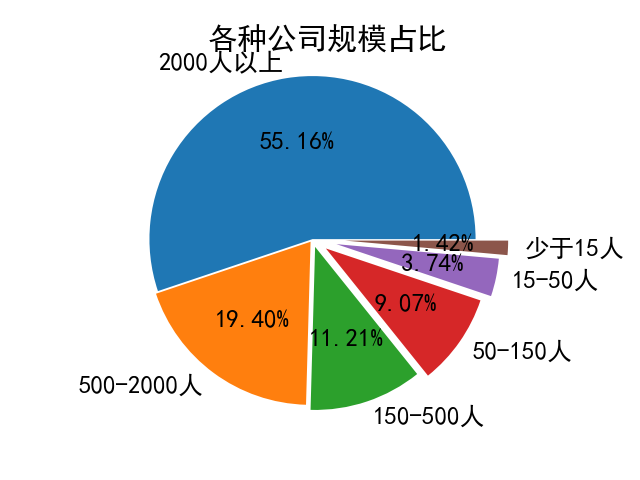 各种公司规模占比
2000人以上
55.16%
1.42%
少于15人
3.74%
15-50人
9.07%
19.40%
11.21%
50-150人
500-2000人
150-500人